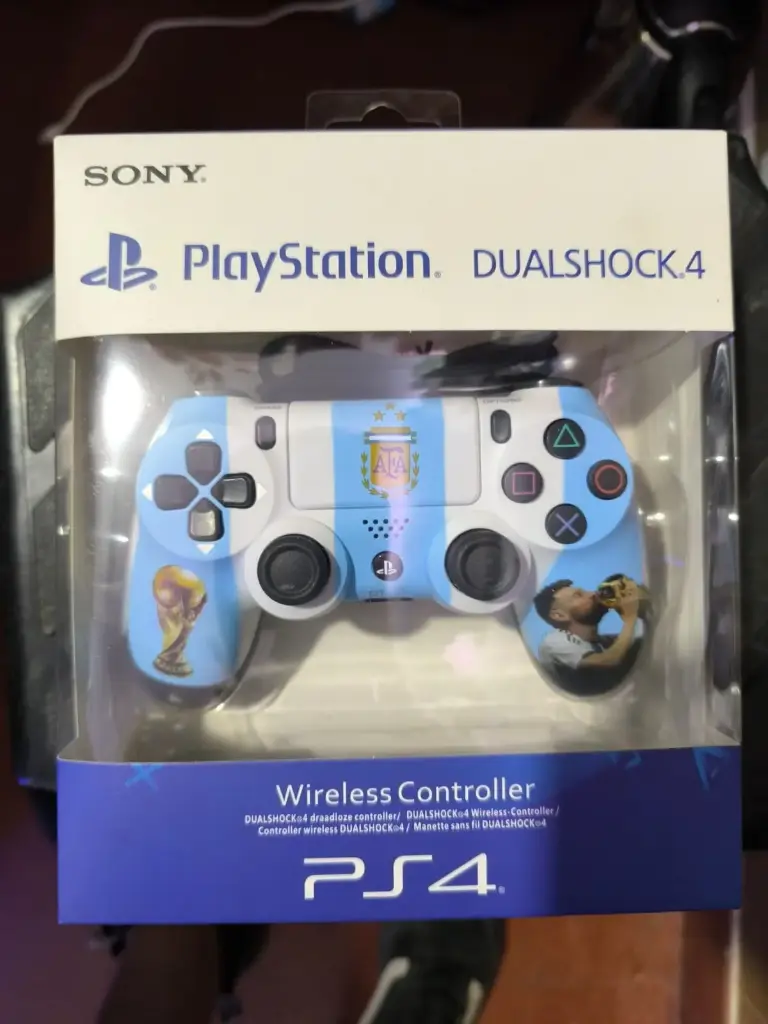 SONY
PlayStation DUALSHOCK®4
AFA
Wireless Controller
DUALSHOCK®4 draadloze controller/ DUALSHOCK®4 Wireless-Controller/
Controller wireless DUALSHOCK®4 / Manette sans fil DUALSHOCK®4
PS4